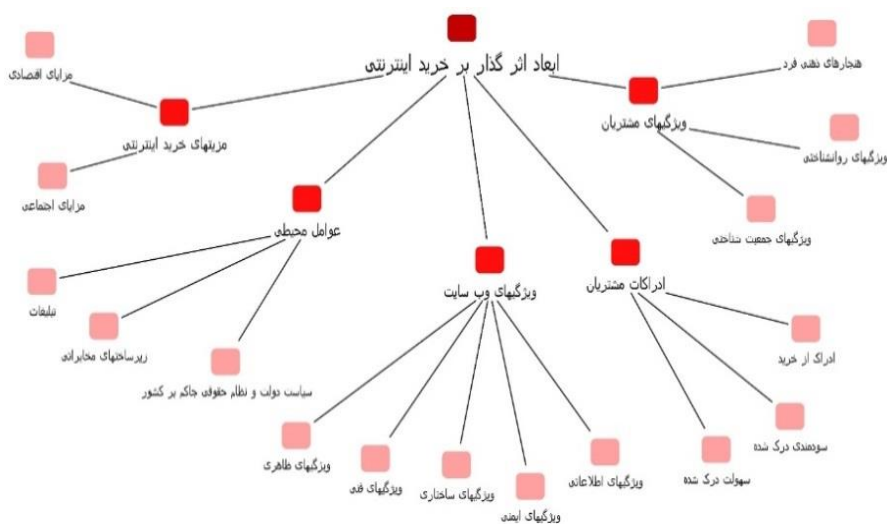 ابعاد اثر گذار بر خرید اینترنتی
هنجارهای ذهنی فرد
ویژگیهای مشتریان
ویژگیهای روانشناختی
ویژگیهای جمعیت شناختی
مزایای اقتصادی
مزیتهای خرید اینترنتی
مزایای اجتماعی
عوامل محیطی
تبلیغات
زیرساختهای مخابراتی
سیاست دولت و نظام حقوقی حاکم بر کشور
ویژگیهای وب سایت
ویژگیهای ظاهری
ویژگیهای فنی
ویژگیهای ساختاری
ویژگیهای ایمنی
ویژگیهای اطلاعاتی
ادراکات مشتریان
ادراک از خرید
سودمندی درک شده
سهولت درک شده